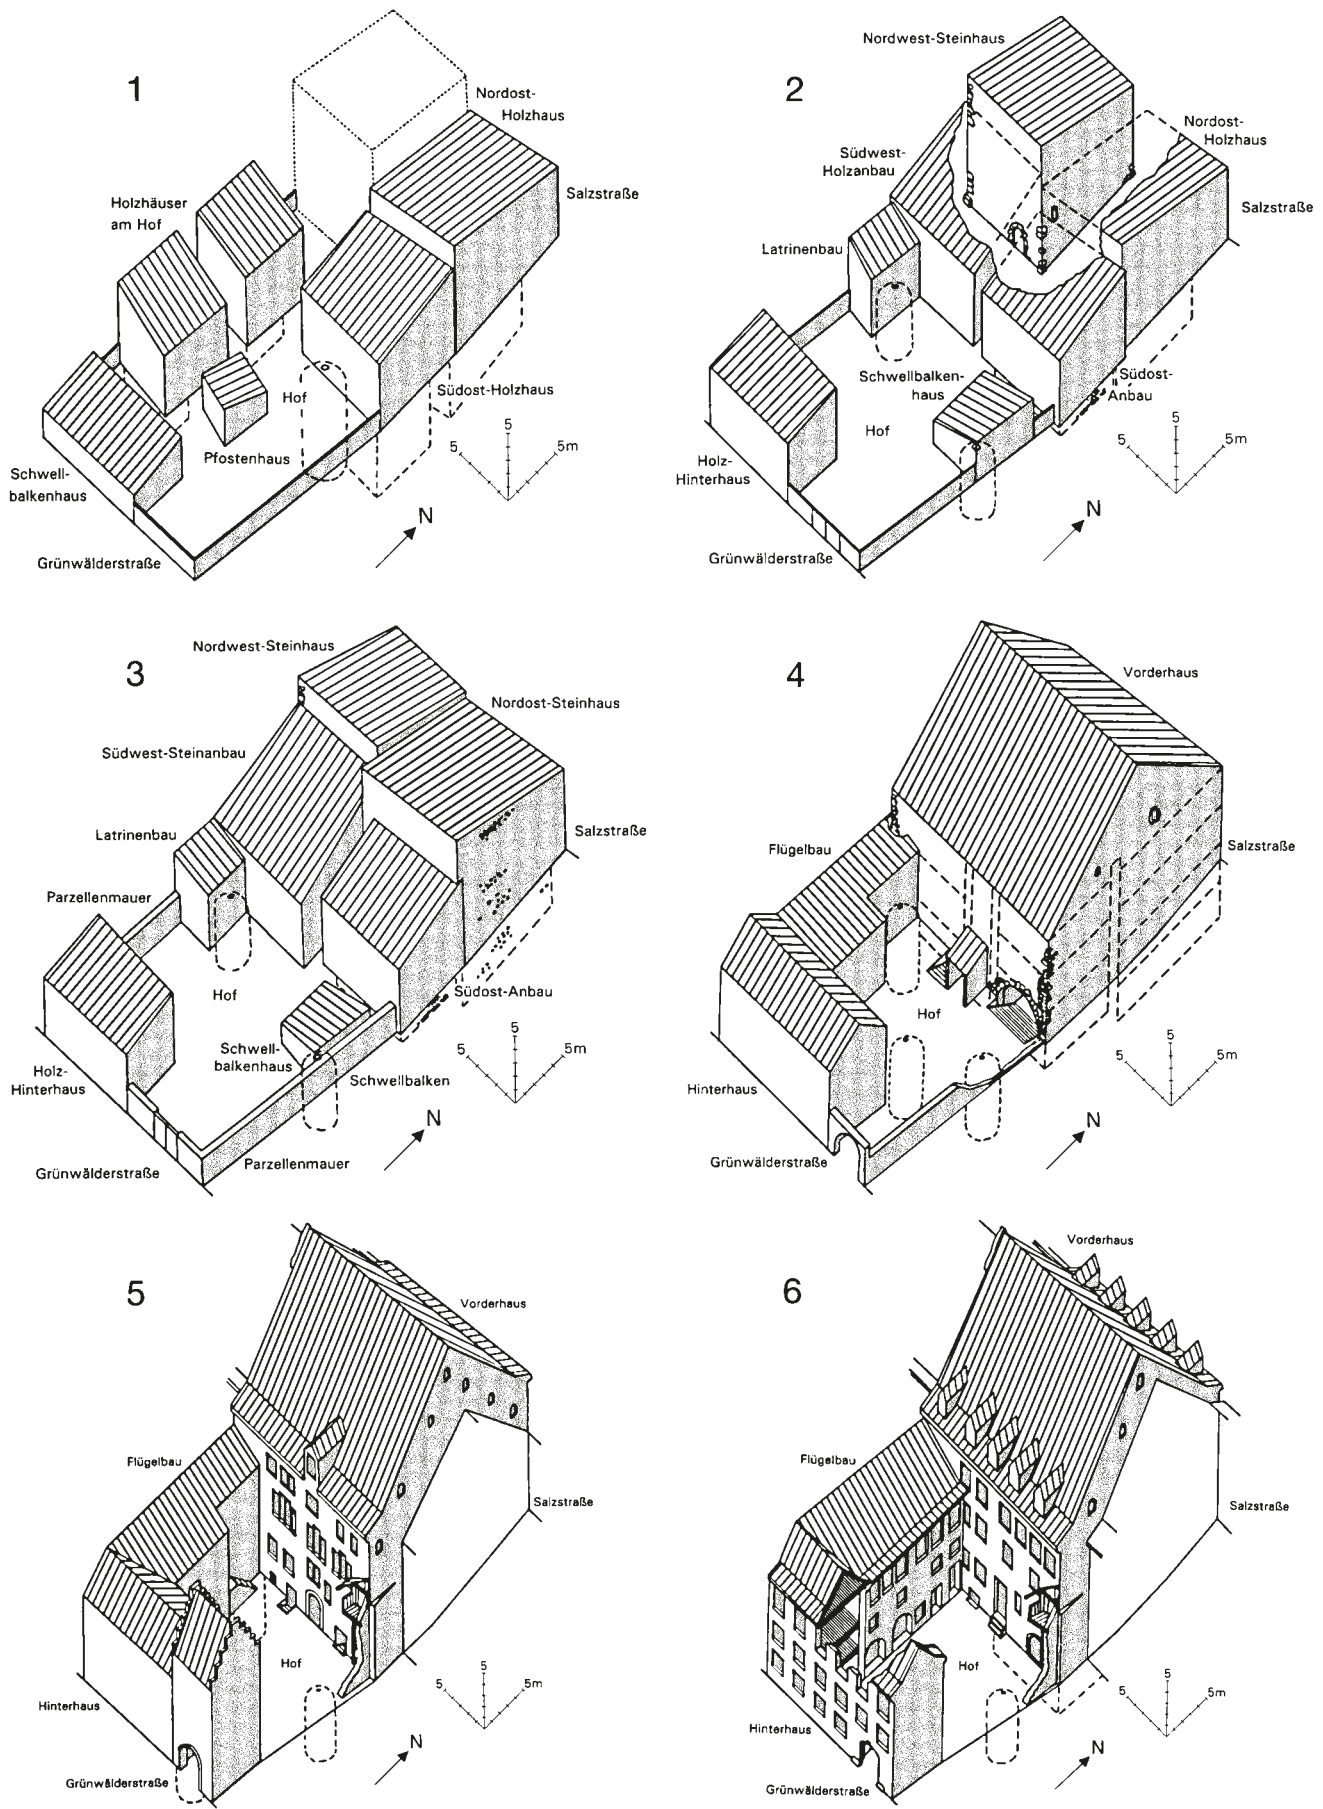 1
Nordost-
Holzhaus
Holzhäuser
am Hof
Salzstraße
Hof
Südost-Holzhaus
Pfostenhaus
Schwell-
balkenhaus
Grünwälderstraße
5
5
5m
N
2
Nordwest-Steinhaus
Nordost-
Holzhaus
Südwest-
Holzanbau
Salzstraße
Latrinenbau
Schwellbalken-
haus
Südost-
Anbau
Hof
Holz-
Hinterhaus
Grünwälderstraße
5
5
5m
N
3
Nordwest-Steinhaus
Nordost-Steinhaus
Südwest-Steinanbau
Latrinenbau
Salzstraße
Parzellenmauer
Hof
Südost-Anbau
Schwell-
balkenhaus
Holz-
Hinterhaus
Schwellbalken
Parzellenmauer
Grünwälderstraße
5
5
5m
N
4
Vorderhaus
Flügelbau
Salzstraße
Hof
Hinterhaus
Grünwälderstraße
5
5
5m
N
5
Vorderhaus
Flügelbau
Salzstraße
Hof
Hinterhaus
Grünwälderstraße
5
5
5m
N
6
Vorderhaus
Flügelbau
Salzstraße
Hof
Hinterhaus
Grünwälderstraße
5
5
5m
N